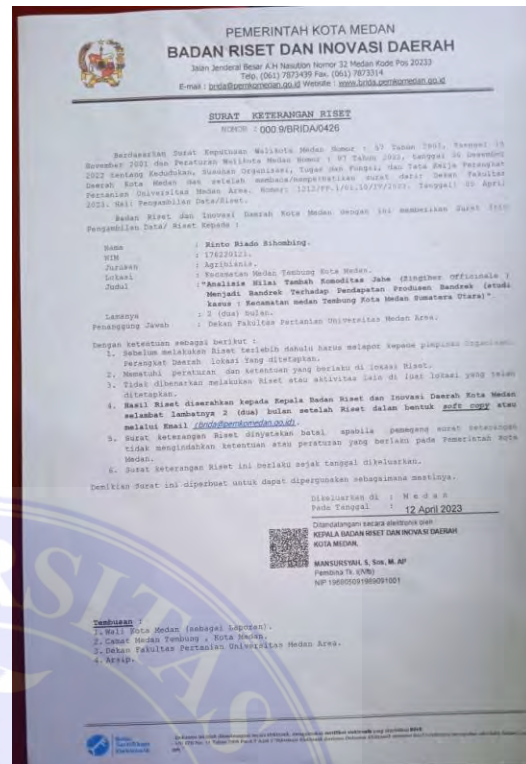 PEMERINTAH KOTA MEDAN
BADAN RISET DAN INOVASI DAERAH
Jalan Jenderal Besar A.H Nasution Nomor 32 Medan Kode Pos 20233
Telp. (061) 7873439 Fax. (061) 7873314
E-mail : brida@pemkomedan.go.id Website : www.brida.pemkomedan.go.id
SURAT KETERANGAN RISET
NOMOR : 000.9/BRIDA/0426
Berdasarkan Surat Keputusan Walikota Medan Nomor : 57 Tahun 2001, Tanggal
November 2001 dan Peraturan Walikota Medan Nomor : 97 Tahun 2022, tanggal Desember
2022 tentang Kedudukan, Susunan Organisasi, Tugas dan Fungsi, dan Tata Kerja Perangkat
Daerah Kota Medan dan setelah membaca/memperhatikan surat dari: Dekan Fakultas
Pertanian Universitas Medan Area. Nomor: Tanggal: April
2023. Hal: Pengambilan Data/Riset.
Badan Riset dan Inovasi Daerah Kota Medan dengan ini memberikan Surat
Pengambilan Data/ Riset Kepada :
Nama : Rinto Riado Sihombing.
NIM : 178220121.
Jurusan : Agribisnis.
Lokasi : Kecamatan Medan Tembung Kota Medan.
Judul : "Analisis Nilai Tambah Komoditas Jahe (Zingiber Officinale )
Menjadi Bandrek Terhadap Pendapatan Produsen Bandrek (studi
kasus : Kecamatan medan Tembung Kota Medan Sumatera Utara)"
Lamanya : 2 (dua) bulan.
Penanggung Jawab : Dekan Fakultas Pertanian Universitas Medan Area.
Dengan ketentuan sebagai berikut :
1. Sebelum melakukan Riset terlebih dahulu harus melapor kepada pimpinan Organisasi
Perangkat Daerah lokasi Yang ditetapkan.
2. Mematuhi peraturan dan ketentuan yang berlaku di lokasi Riset.
3. Tidak dibenarkan melakukan Riset atau aktivitas lain di luar lokasi yang telah
ditetapkan.
4. Hasil Riset diserahkan kepada Kepala Badan Riset dan Inovasi Daerah Kota Medan
selambat lambatnya 2 (dua) bulan setelah Riset dalam bentuk soft copy atau
melalui Email (brida@pemkomedan.go.id).
5. Surat keterangan Riset dinyatakan batal apabila pemegang surat keterangan
tidak mengindahkan ketentuan atau peraturan yang berlaku pada Pemerintah Kota
Medan.
6. Surat keterangan Riset ini berlaku sejak tanggal dikeluarkan.
Demikian Surat ini diperbuat untuk dapat dipergunakan sebagaimana mestinya.
Dikeluarkan di : M e d a n
Pada Tanggal : 12 April 2023
Ditandatangani secara elektronik oleh :
KEPALA BADAN RISET DAN INOVASI DAERAH
KOTA MEDAN,
MANSURSYAH, S, Sos, M. AP
Pembina Tk. I(IV/b)
NIP 196805091989091001
Tembusan :
1. Wali Kota Medan (sebagai Laporan).
2. Camat Medan Tembung , Kota Medan.
3. Dekan Fakultas Pertanian Universitas Medan Area.
4. Arsip.
Balai
Sertifikasi
Elektronik